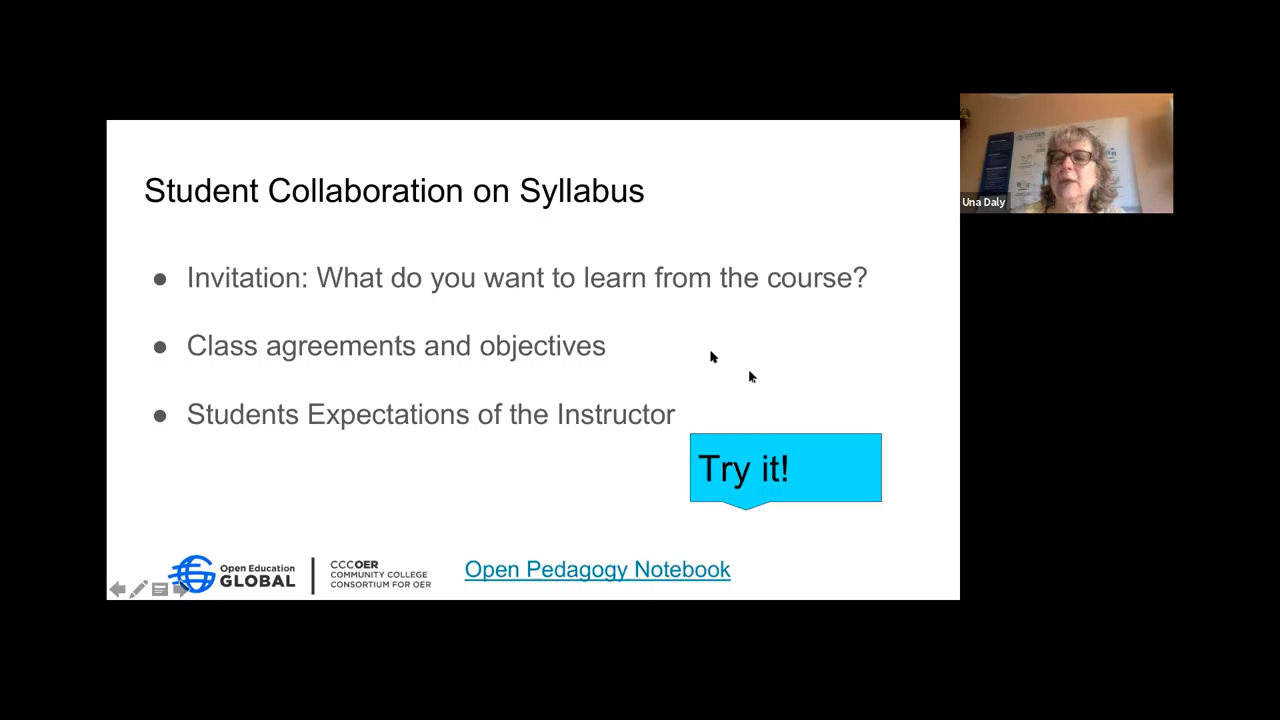 Student Collaboration on Syllabus
● Invitation: What do you want to learn from the course?
● Class agreements and objectives
● Students Expectations of the Instructor
Try it!
Open Education
GLOBAL
CCCOER
COMMUNITY COLLEGE
CONSORTIUM FOR OER
Open Pedagogy Notebook
CCCOER
Una Daly